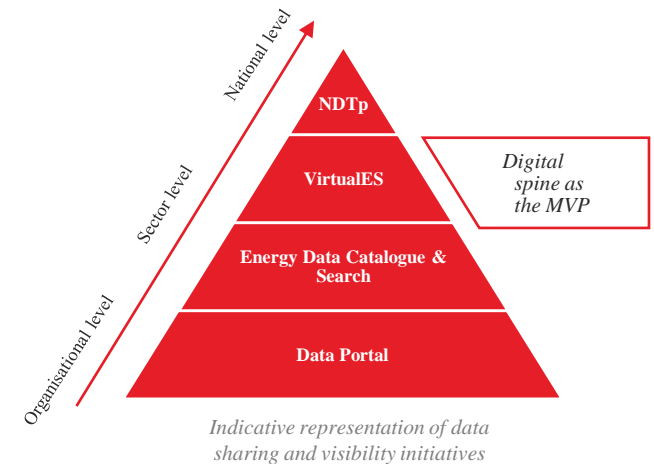 National level
Sector level
Organisational level
NDTp
VirtualES
Energy Data Catalogue &
Search
Data Portal
Digital
spine as
the MVP
Indicative representation of data
sharing and visibility initiatives